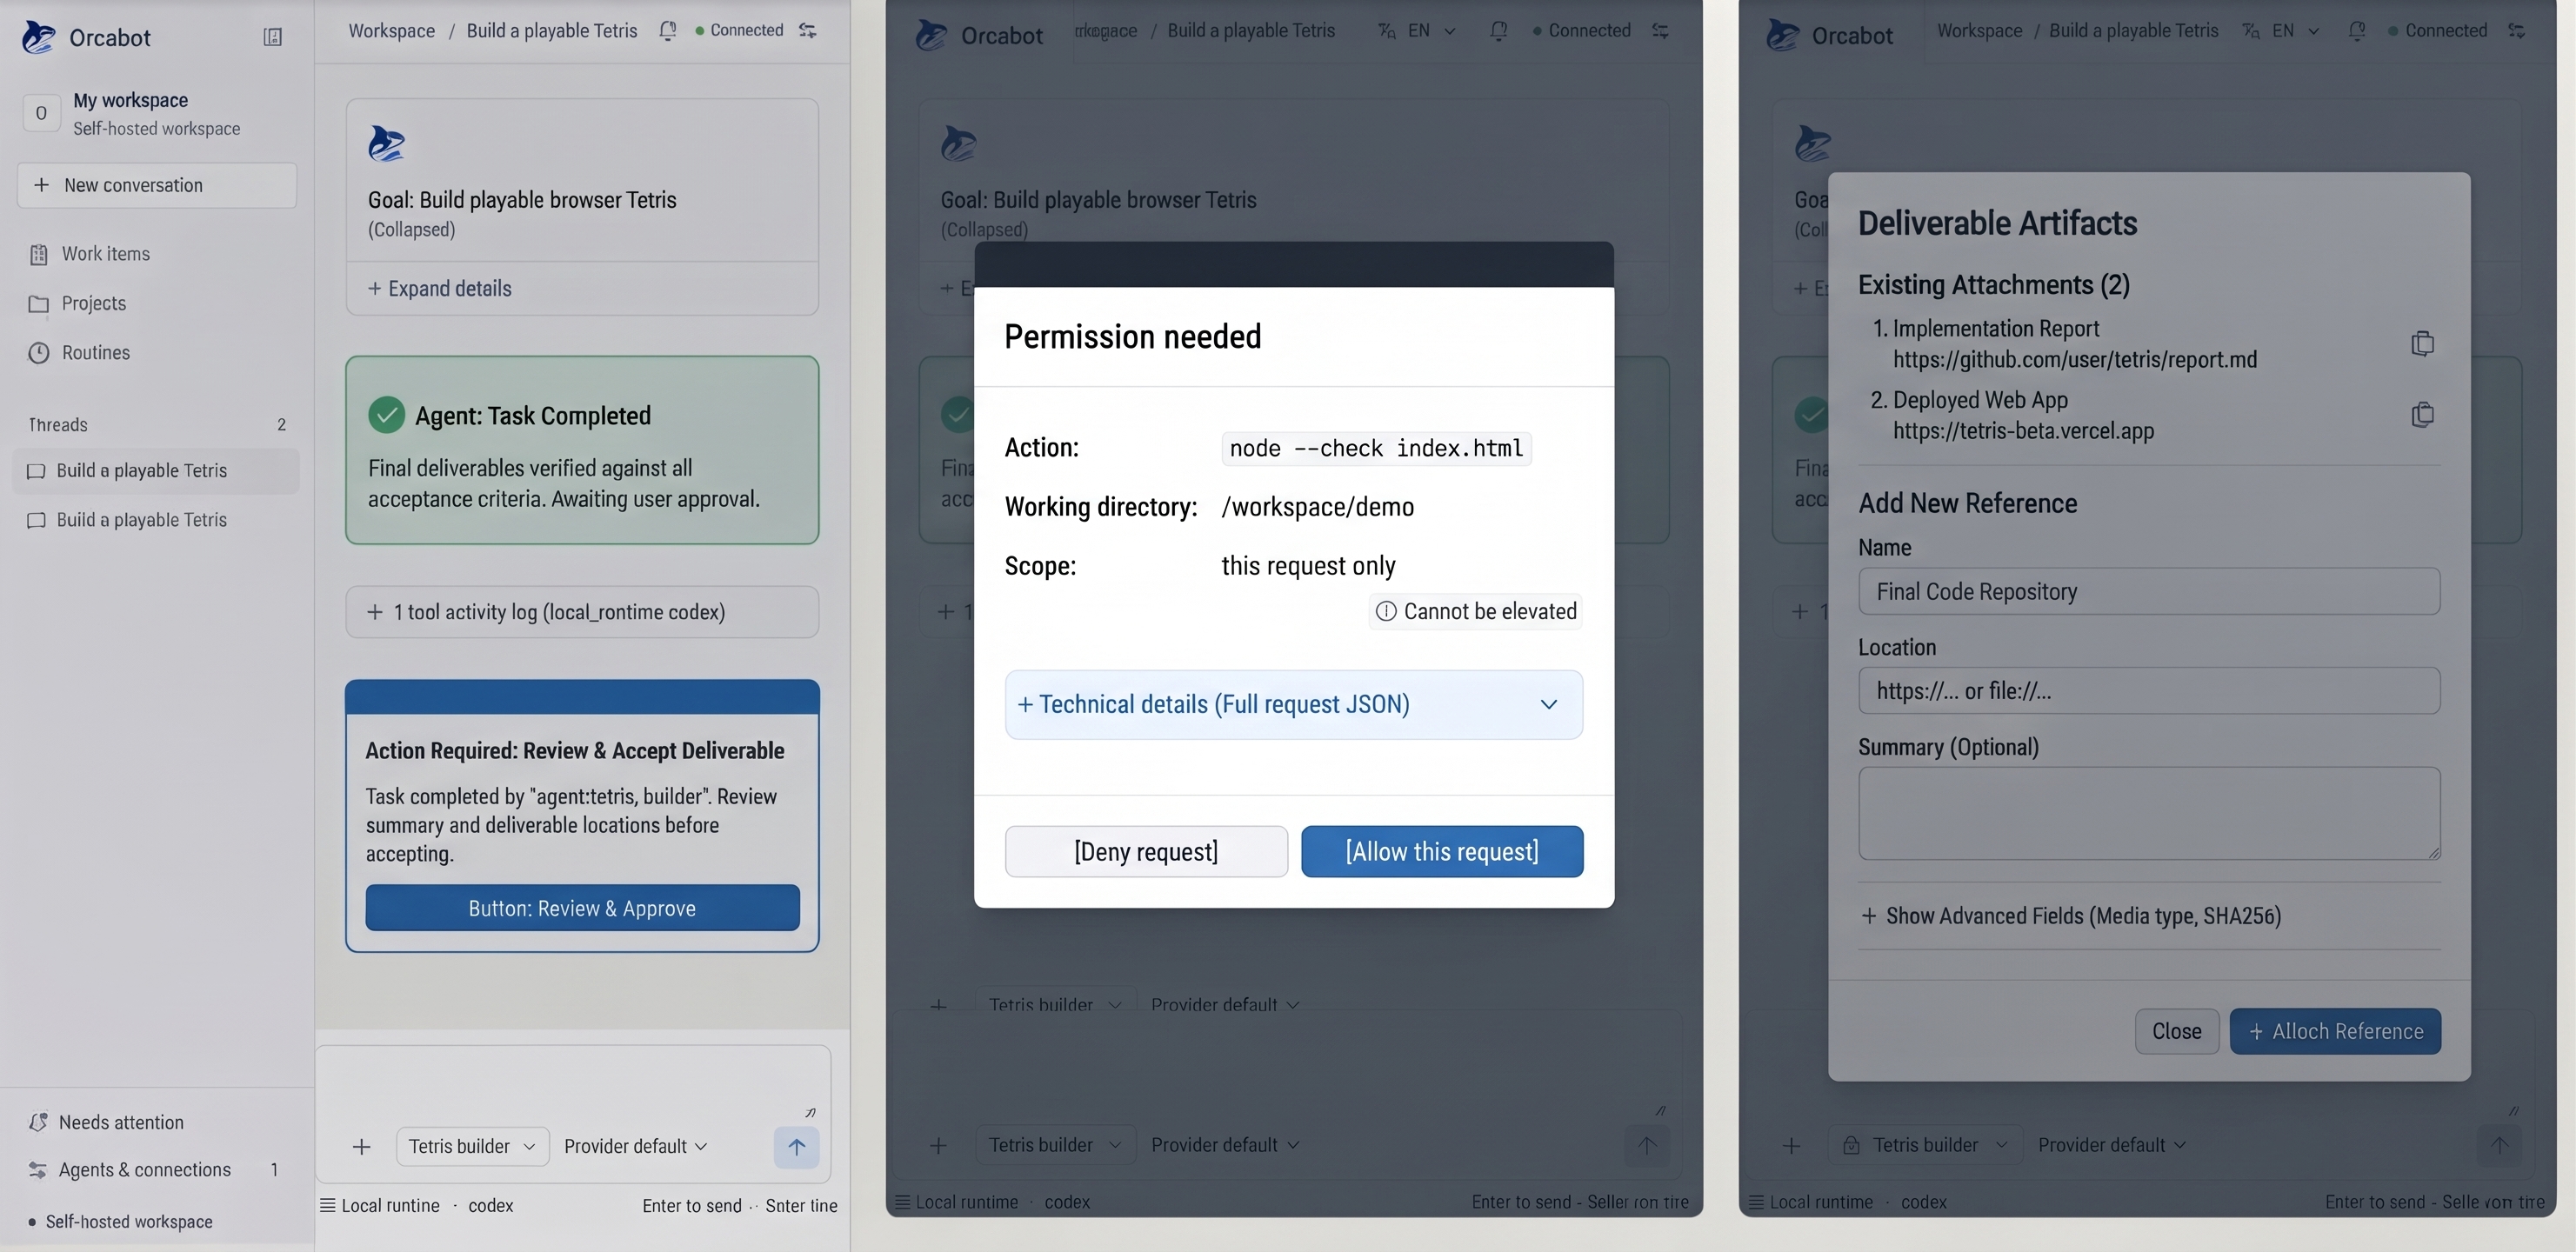 Orcabot
My workspace
Self-hosted workspace
New conversation
Work items
Projects
Routines
Threads 2
Build a playable Tetris
Build a playable Tetris
Needs attention
Agents & connections 1
Self-hosted workspace
Workspace / Build a playable Tetris Connected
Goal: Build playable browser Tetris
(Collapsed)
+ Expand details
Agent: Task Completed
Final deliverables verified against all
acceptance criteria. Awaiting user approval.
+ 1 tool activity log (local_runtime codex)
Action Required: Review & Accept Deliverable
Task completed by "agent:tetris, builder". Review
summary and deliverable locations before
accepting.
Button: Review & Approve
Tetris builder Provider default
Local runtime · codex Enter to send ·· Snter tine
Orcabot
/ Build a playable Tetris EN Connected
Goal: Build playable browser Tetris
(Collapsed)
+ E
Fina
acc
+ 1
Permission needed
Action: node --check index.html
Working directory: /workspace/demo
Scope: this request only
Cannot be elevated
+ Technical details (Full request JSON)
[Deny request] [Allow this request]
Tetris builder Provider default
Tetris builder Provider default
Local runtime · codex Enter to send - Seller ron tire
Orcabot
Workspace / Build a playable Tetris EN Connected
Goa
(Coll
+ E
Fina
acc
+ 1
Deliverable Artifacts
Existing Attachments (2)
1. Implementation Report
https://github.com/user/tetris/report.md
2. Deployed Web App
https://tetris-beta.vercel.app
Add New Reference
Name
Final Code Repository
Location
https://... or file://...
Summary (Optional)
+ Show Advanced Fields (Media type, SHA256)
Close + Alloch Reference
Tetris builder Provider default
Local runtime · codex Enter to send - Selle von tire